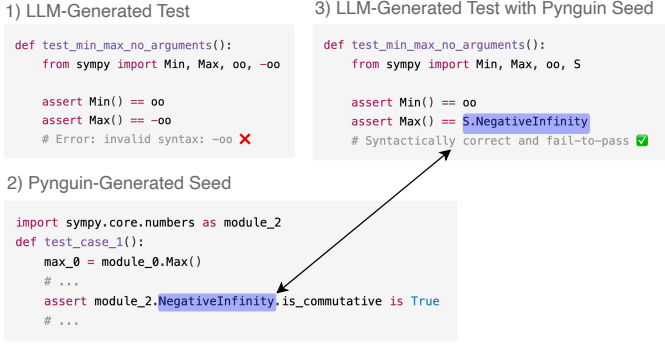 1) LLM-Generated Test
def test_min_max_no_arguments():
    from sympy import Min, Max, oo, -oo
    assert Min() == oo
    assert Max() == -oo
    # Error: invalid syntax: -oo ❌
2) Pynguin-Generated Seed
import sympy.core.numbers as module_2
def test_case_1():
    max_0 = module_0.Max()
    # ...
    assert module_2.NegativeInfinity.is_commutative is True
    # ...
3) LLM-Generated Test with Pynguin Seed
def test_min_max_no_arguments():
    from sympy import Min, Max, oo, S
    assert Min() == oo
    assert Max() == S.NegativeInfinity
    # Syntactically correct and fail-to-pass ✅